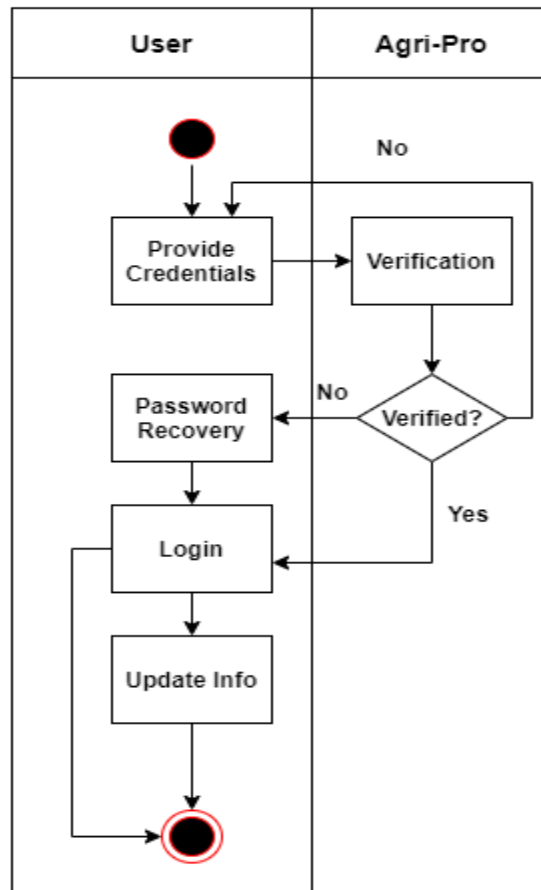 User
Agri-Pro
No
Provide
Credentials
Verification
Password
Recovery
No
Verified?
Yes
Login
Update Info